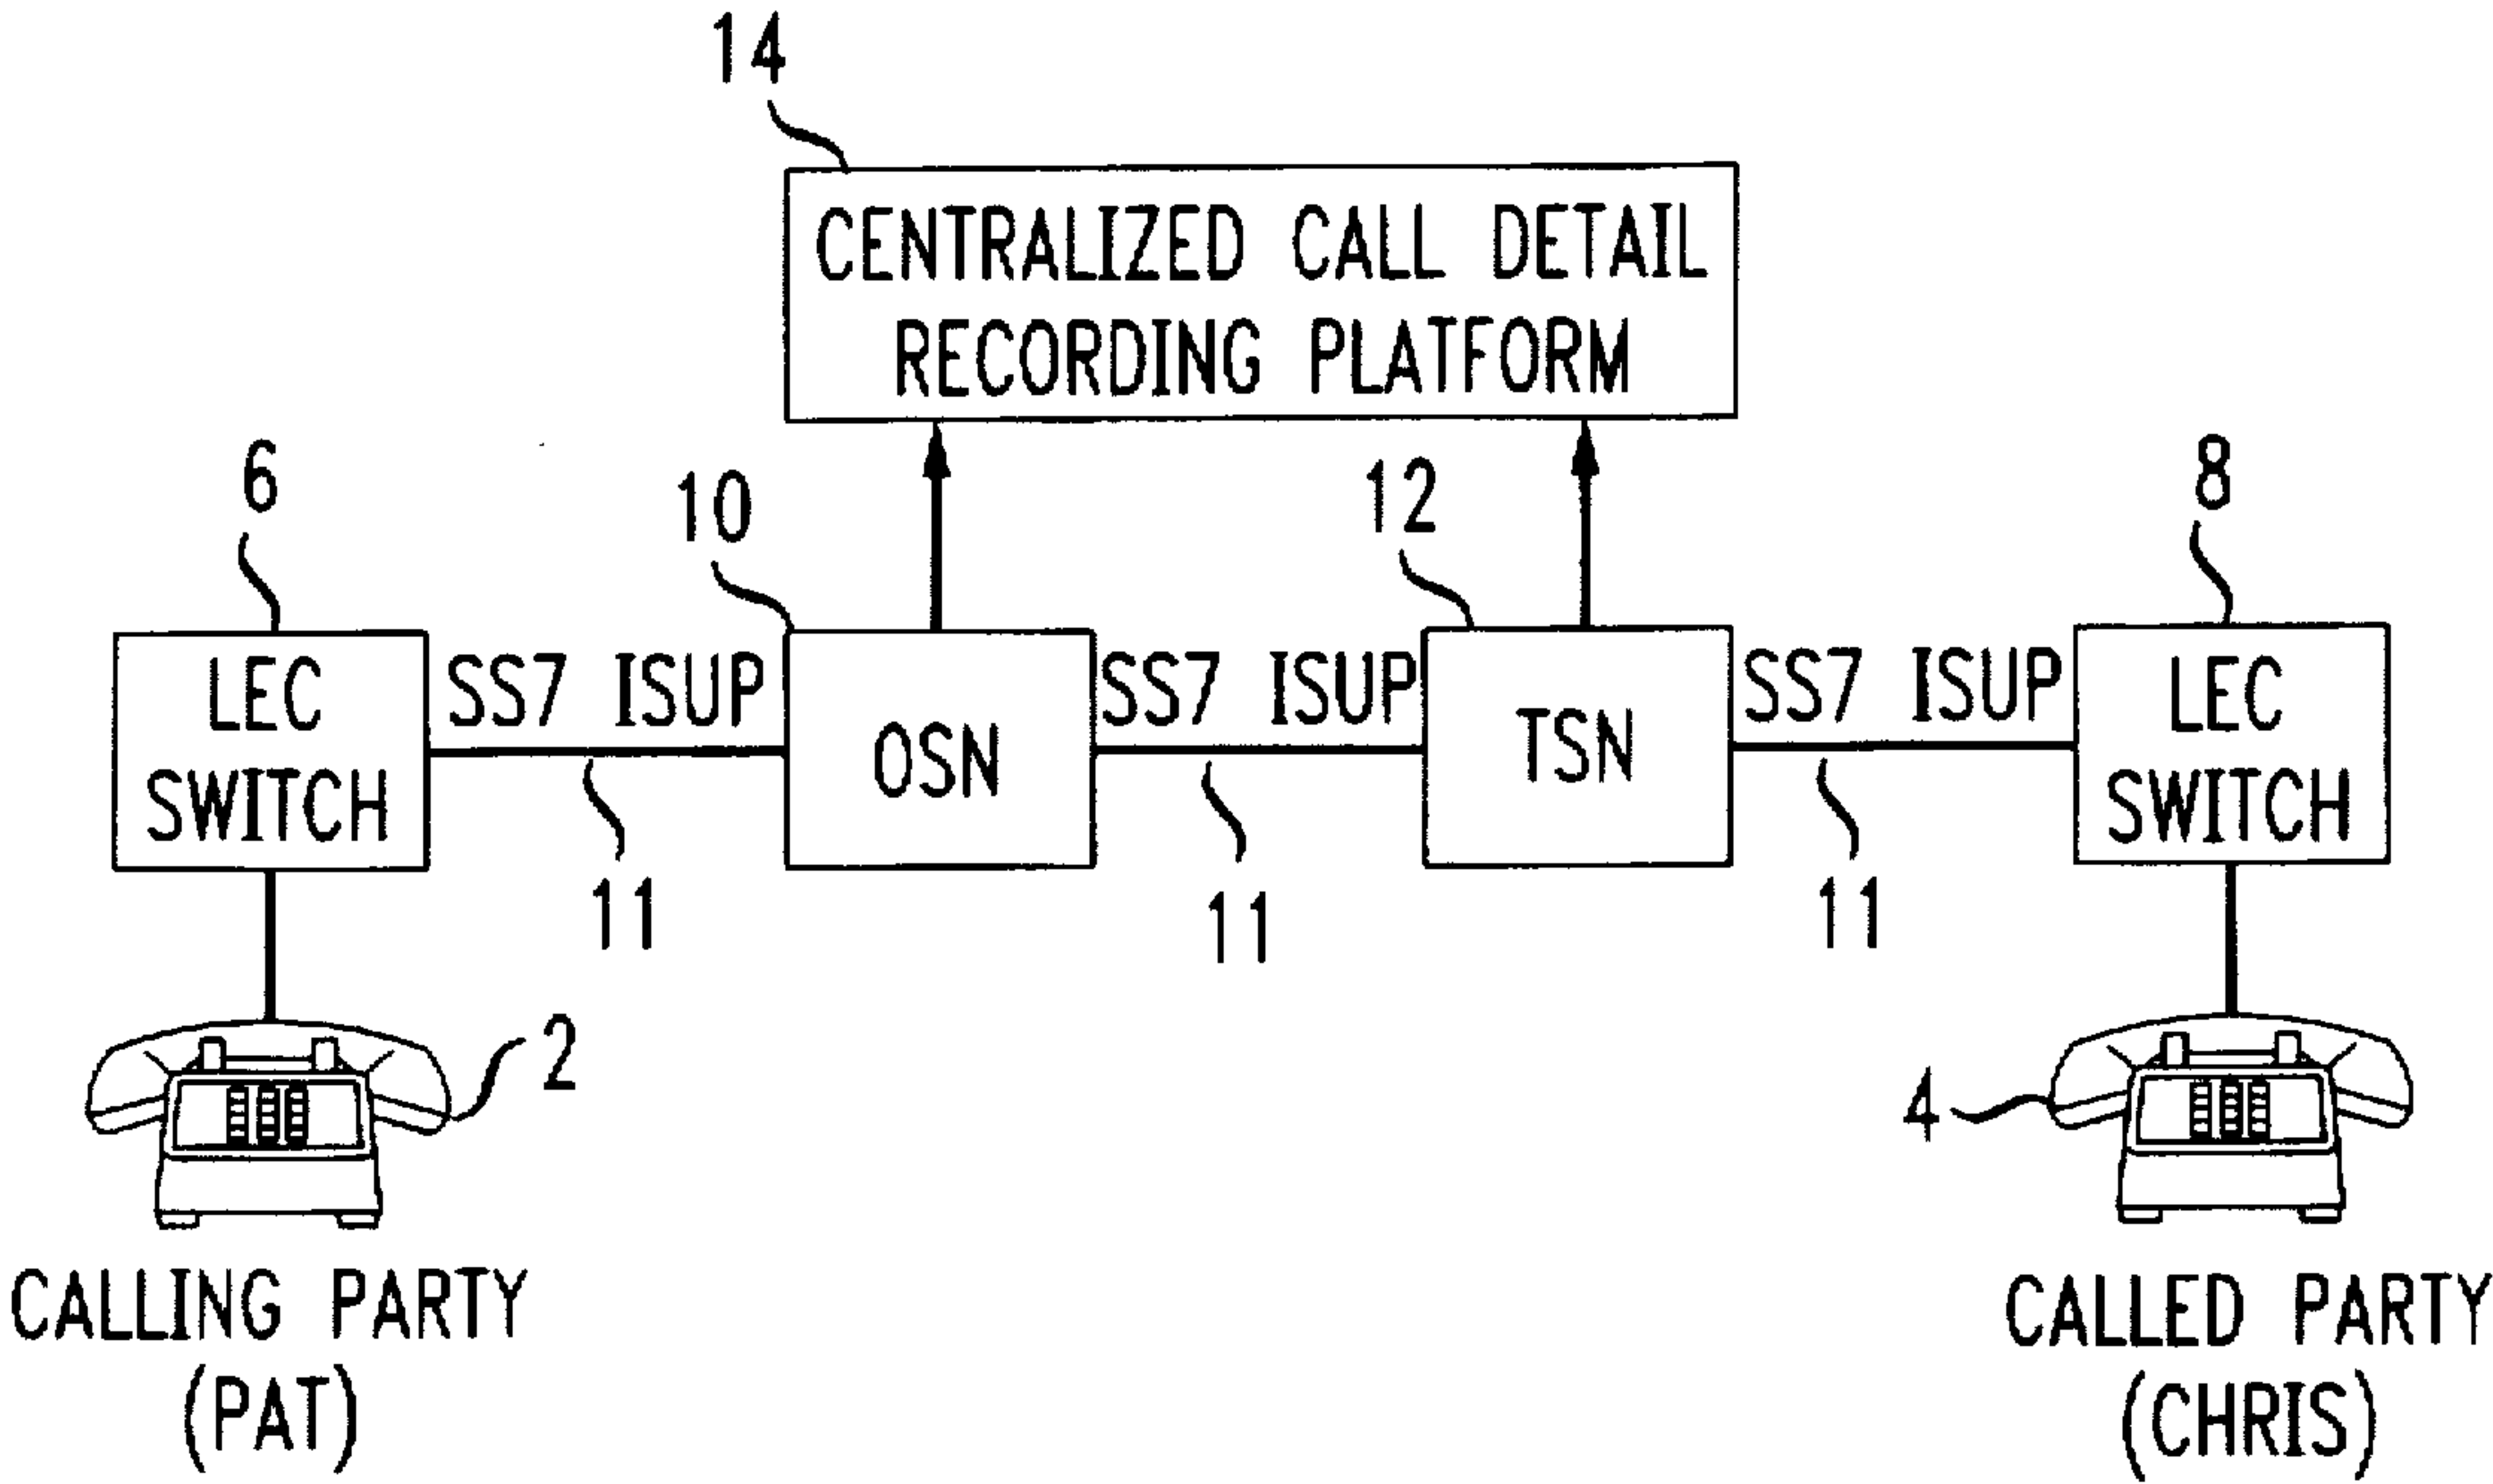 14
CENTRALIZED CALL DETAIL
RECORDING PLATFORM
6
10
12
8
LEC
SWITCH
SS7 ISUP
OSN
SS7 ISUP
TSN
SS7 ISUP
LEC
SWITCH
11
11
11
2
4
CALLING PARTY
(PAT)
CALLED PARTY
(CHRIS)